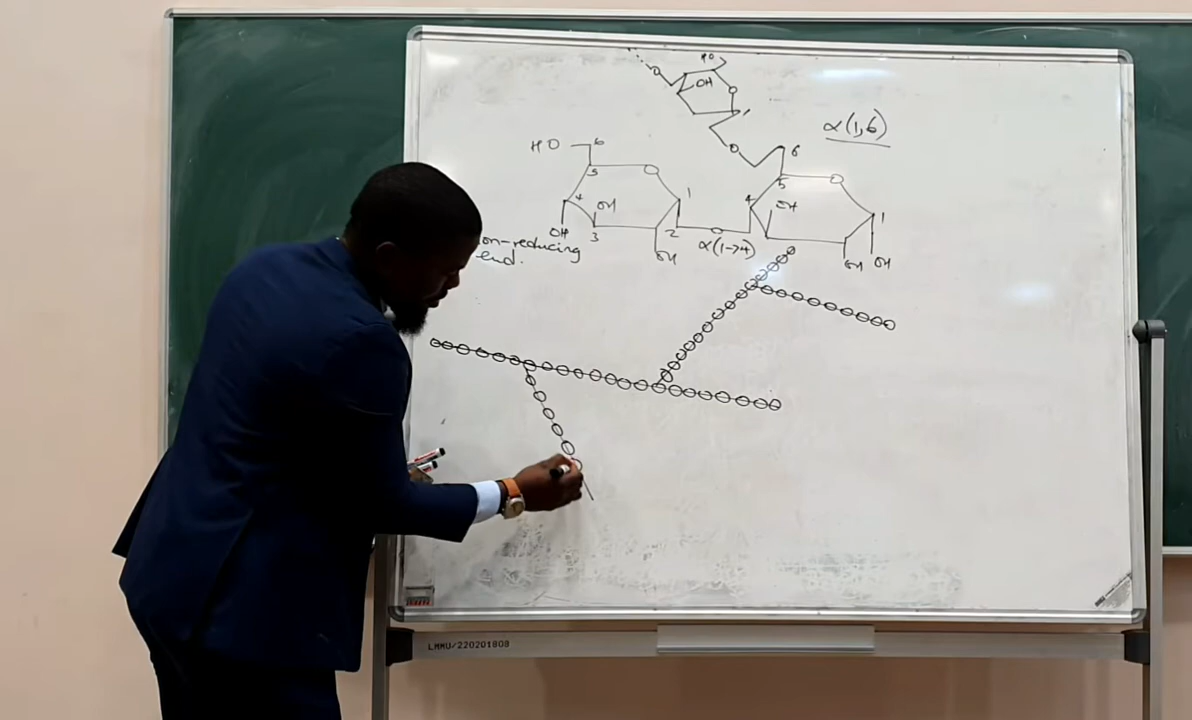 HO
OH
O
O
α(1,6)
O
6
HO 6
5 O
5 O
4 OH 1
4 OH 1
OH 3 2
α(1→4)
OH
OH OH
on-reducing
end.
LMMU/220201808